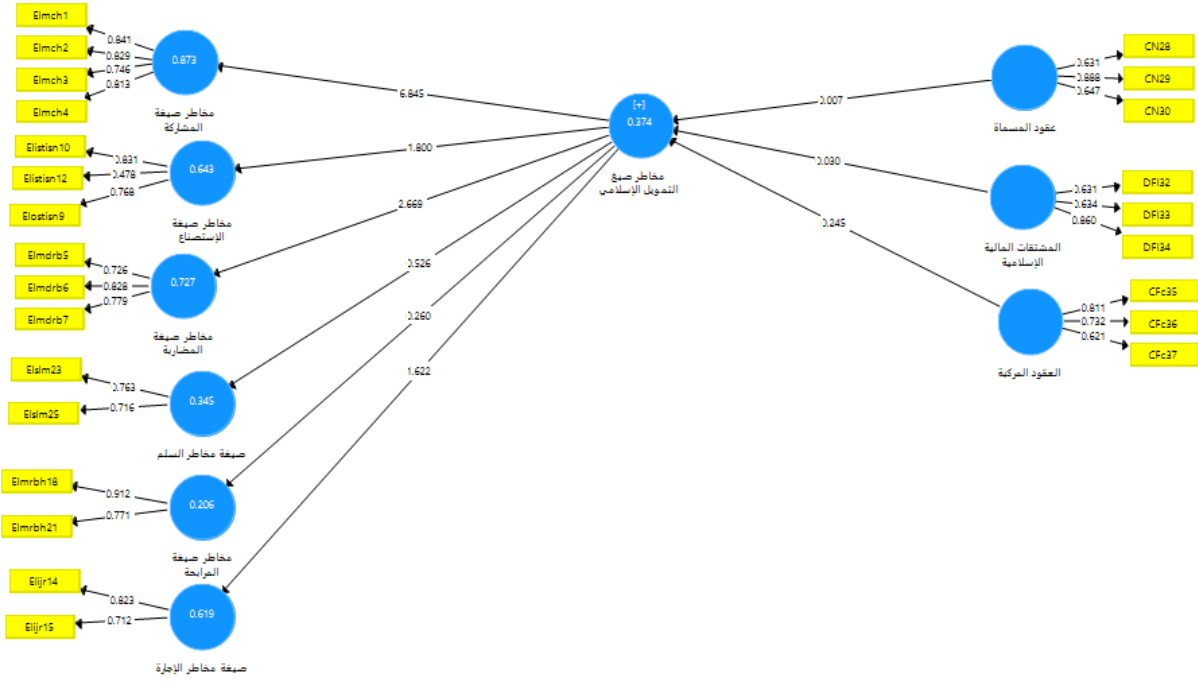 Elmch1
Elmch2
Elmch3
Elmch4
0.841
0.829
0.746
0.813
0.873
مخاطر صيغة
المشاركة
Elistisn10
Elistisn12
Elostisn9
0.831
0.478
0.768
0.643
مخاطر صيغة
الإستصناع
Elmdrb5
Elmdrb6
Elmdrb7
0.726
0.828
0.779
0.727
مخاطر صيغة
المضاربة
Elslm23
Elslm25
0.763
0.716
0.345
صيغة مخاطر السلم
Elmrbh18
Elmrbh21
0.912
0.771
0.206
مخاطر صيغة
المرابحة
Elijr14
Elijr15
0.823
0.712
0.619
صيغة مخاطر الإجارة
6.845
1.800
2.669
0.526
0.260
1.622
[+]
0.374
مخاطر صيغ
التمويل الإسلامي
0.007
0.030
0.245
عقود المسماة
0.631
0.888
0.647
CN28
CN29
CN30
المشتقات المالية
الإسلامية
0.631
0.634
0.860
DFI32
DFI33
DFI34
العقود المركبة
0.811
0.732
0.621
CFc35
CFc36
CFc37